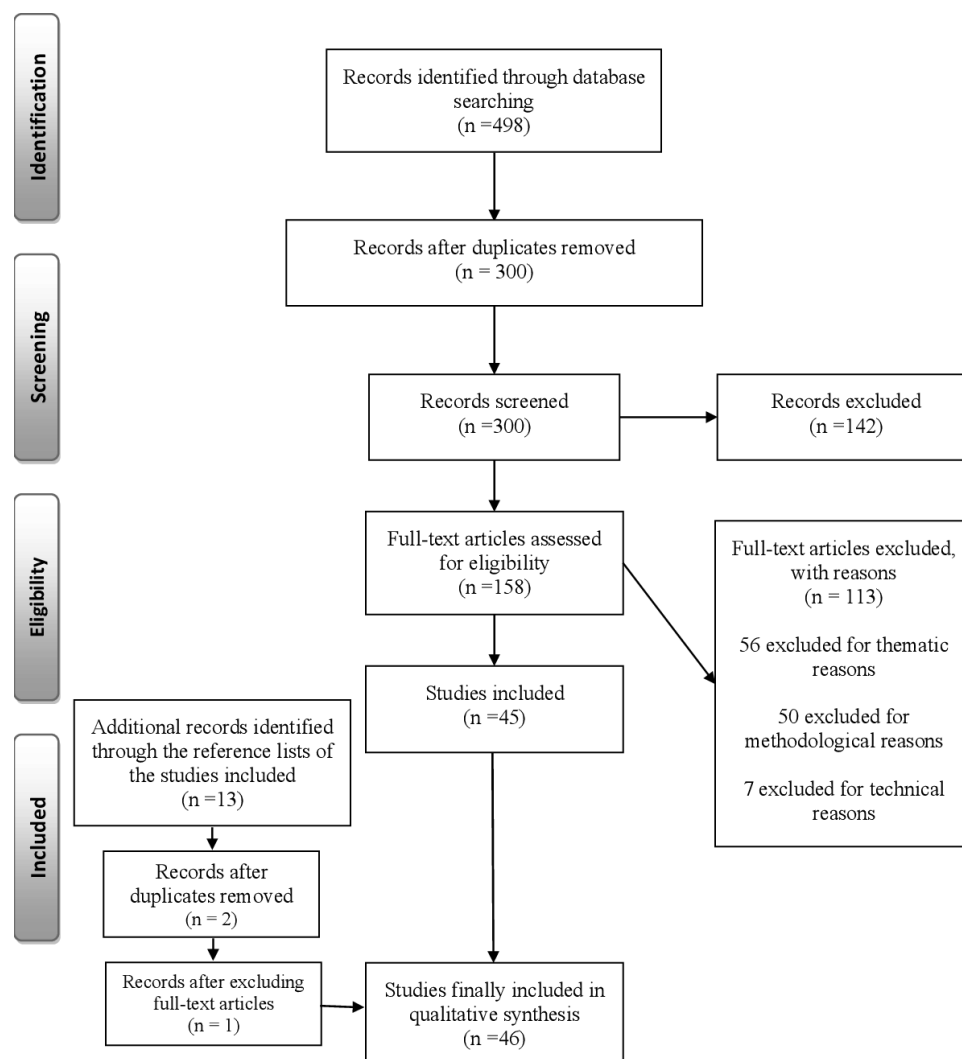 Identification
Records identified through database
searching
(n =498)
Records after duplicates removed
(n = 300)
Screening
Records screened
(n =300)
Records excluded
(n =142)
Eligibility
Full-text articles assessed
for eligibility
(n =158)
Full-text articles excluded,
with reasons
(n = 113)
56 excluded for thematic
reasons
50 excluded for
methodological reasons
7 excluded for technical
reasons
Studies included
(n =45)
Included
Additional records identified
through the reference lists of
the studies included
(n =13)
Records after
duplicates removed
(n = 2)
Records after excluding
full-text articles
(n = 1)
Studies finally included in
qualitative synthesis
(n =46)